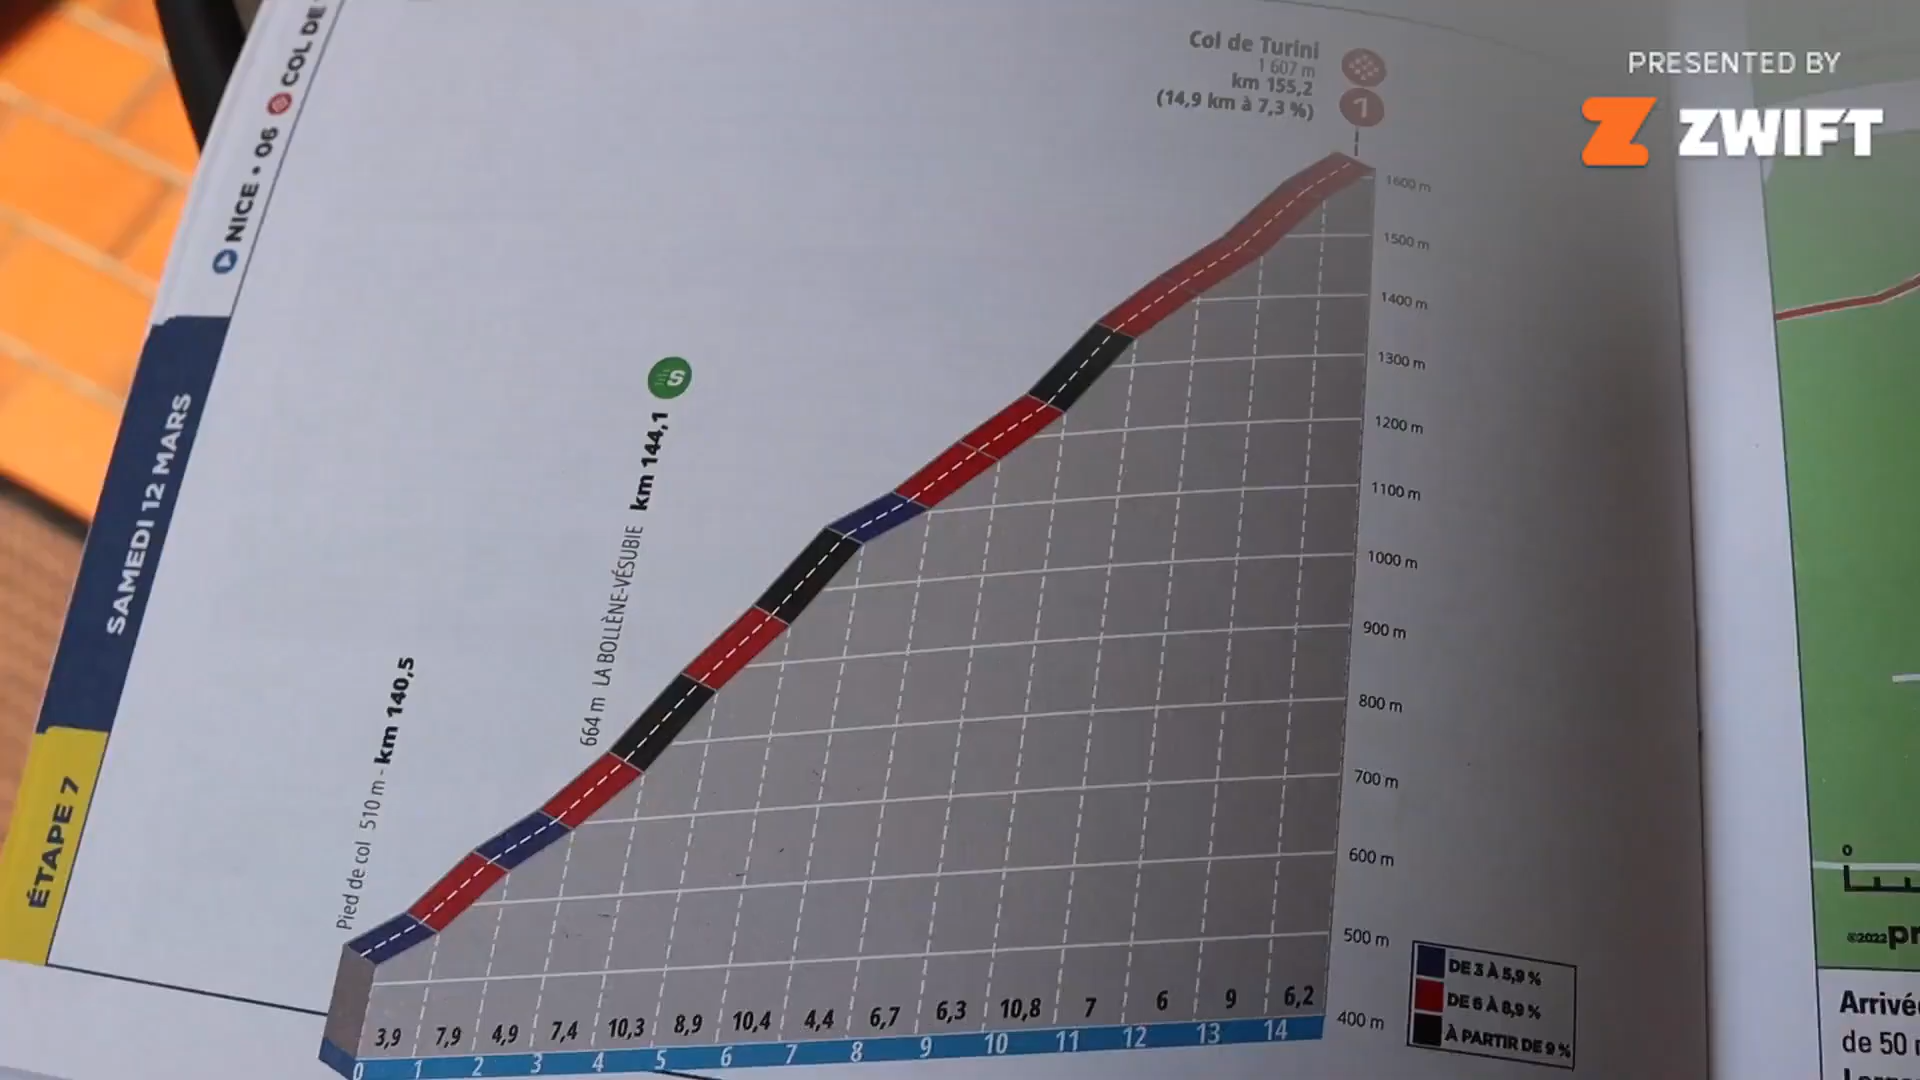 PRESENTED BY
ZWIFT
NICE • 06 COL DE
SAMEDI 12 MARS
ÉTAPE 7
Col de Turini
1 607 m
km 155,2
(14,9 km à 7,3 %)
1
S
664 m LA BOLLÈNE-VÉSUBIE km 144,1
Pied de col 510 m - km 140,5
1600 m
1500 m
1400 m
1300 m
1200 m
1100 m
1000 m
900 m
800 m
700 m
600 m
500 m
400 m
3,9 7,9 4,9 7,4 10,3 8,9 10,4 4,4 6,7 6,3 10,8 7 6 9 6,2
0 1 2 3 4 5 6 7 8 9 10 11 12 13 14
DE 3 À 5,9 %
DE 6 À 8,9 %
À PARTIR DE 9 %
0
©2022
Arrivée
de 50